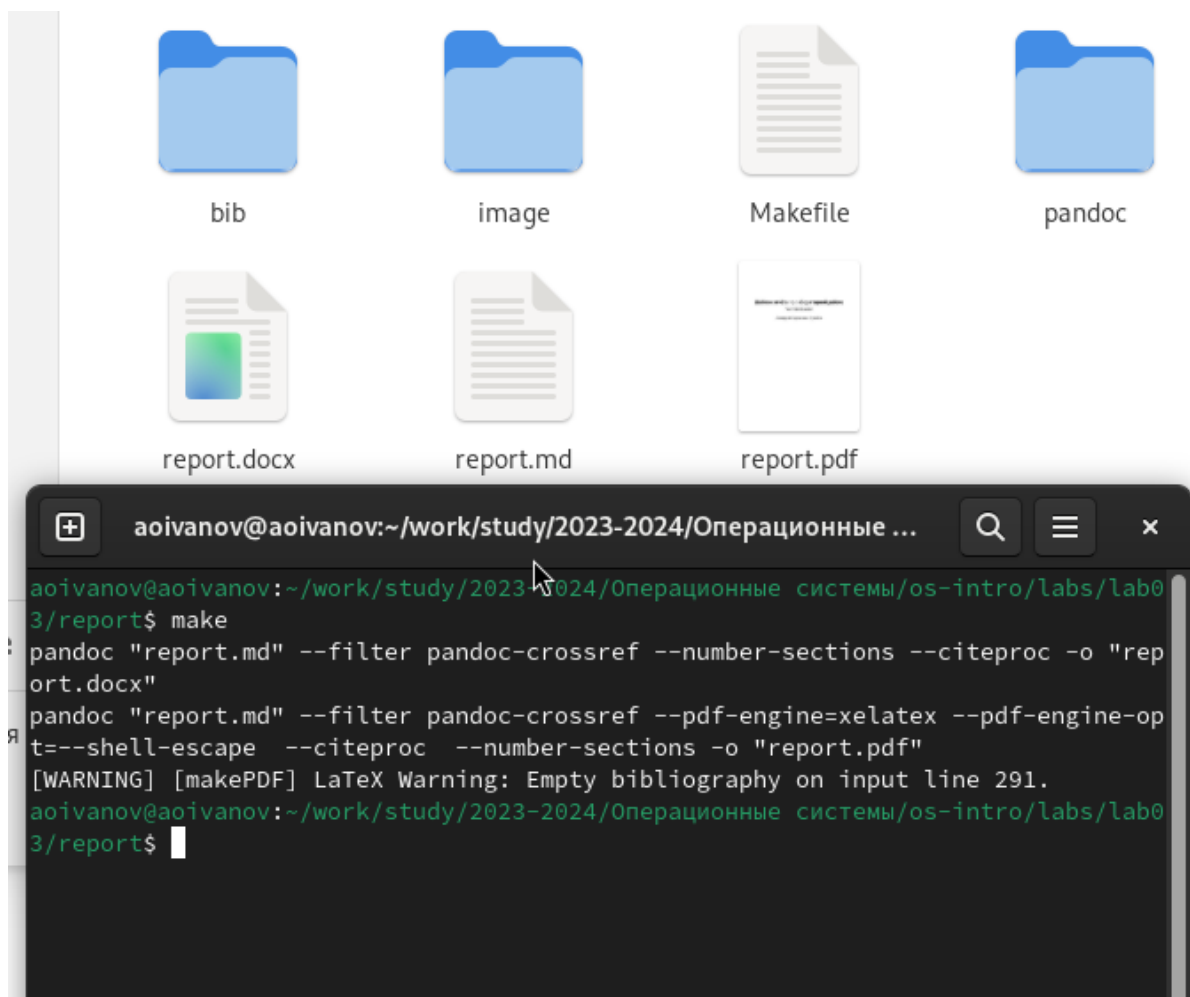 bib
image
Makefile
pandoc
report.docx
report.md
report.pdf
aoivanov@aoivanov:~/work/study/2023-2024/Операционные ...
aoivanov@aoivanov:~/work/study/2023-2024/Операционные системы/os-intro/labs/lab0
3/report$ make
pandoc "report.md" --filter pandoc-crossref --number-sections --citeproc -o "rep
ort.docx"
pandoc "report.md" --filter pandoc-crossref --pdf-engine=xelatex --pdf-engine-op
t=--shell-escape  --citeproc  --number-sections -o "report.pdf"
[WARNING] [makePDF] LaTeX Warning: Empty bibliography on input line 291.
aoivanov@aoivanov:~/work/study/2023-2024/Операционные системы/os-intro/labs/lab0
3/report$